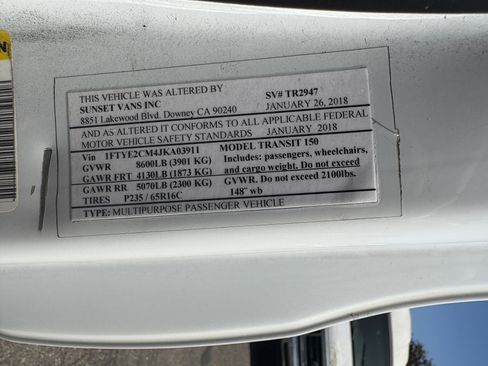 THIS VEHICLE WAS ALTERED BY
SUNSET VANS INC SV# TR2947
8851 Lakewood Blvd. Downey CA 90240 JANUARY 26, 2018
AND AS ALTERED IT CONFORMS TO ALL APPLICABLE FEDERAL
MOTOR VEHICLE SAFETY STANDARDS JANUARY 2018
Vin 1FTYE2CM4JKA03911 MODEL TRANSIT 150
GVWR 8600LB (3901 KG) Includes: passengers, wheelchairs,
GAWR FRT 4130LB (1873 KG) and cargo weight. Do not exceed
GAWR RR 5070LB (2300 KG) GVWR. Do not exceed 2100lbs.
TIRES P235 / 65R16C 148" wb
TYPE: MULTIPURPOSE PASSENGER VEHICLE